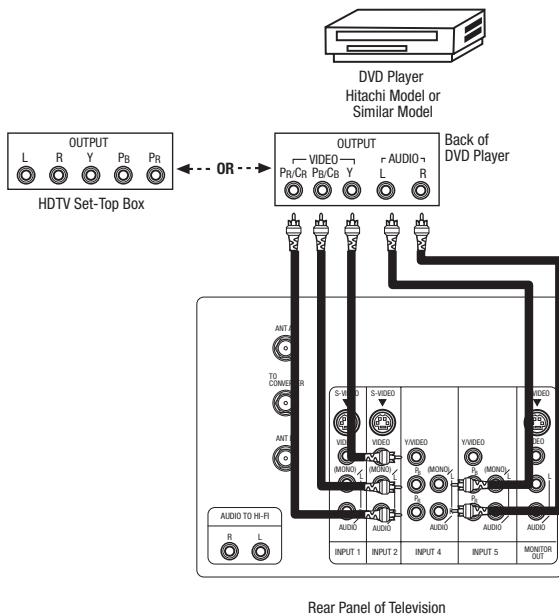 DVD Player
Hitachi Model or
Similar Model
OUTPUT
L R Y PB PR
HDTV Set-Top Box
OR
OUTPUT
VIDEO AUDIO
PR/CR PB/CB Y L R
Back of
DVD Player
ANT
TO
ANT
S-VIDEO S-VIDEO
VIDEO VIDEO Y/VIDEO Y/VIDEO
(MONO) L (MONO) L PB (MONO) L PB (MONO) L L
PR PR
AUDIO AUDIO AUDIO AUDIO AUDIO
INPUT 1 INPUT 2 INPUT 4 INPUT 5 MONITOR
OUT
AUDIO TO HI-FI
R L
Rear Panel of Television